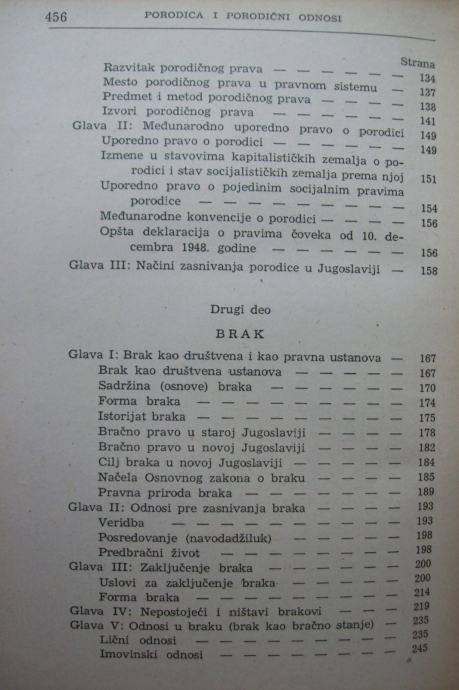 456 PORODICA I PORODIČNI ODNOSI
Strana
Razvitak porodičnog prava — — — — — — 134
Mesto porodičnog prava u pravnom sistemu — 137
Predmet i metod porodičnog prava — — — — 138
Izvori porodičnog prava — — — — — — 141
Glava II: Međunarodno uporedno pravo o porodici 149
Uporedno pravo o porodici — — — — — — 149
Izmene u stavovima kapitalističkih zemalja o po-
rodici i stav socijalističkih zemalja prema njoj 151
Uporedno pravo o pojedinim socijalnim pravima
porodice — — — — — — — — — 154
Međunarodne konvencije o porodici — — — — 156
Opšta deklaracija o pravima čoveka od 10. de-
cembra 1948. godine — — — — — — 156
Glava III: Načini zasnivanja porodice u Jugoslaviji — 158
Drugi deo
BRAK
Glava I: Brak kao društvena i kao pravna ustanova — 167
Brak kao društvena ustanova — — — — — 167
Sadržina (osnove) braka — — — — — — 170
Forma braka — — — — — — — — — 174
Istorijat braka — — — — — — — — — 175
Bračno pravo u staroj Jugoslaviji — — — — 178
Bračno pravo u novoj Jugoslaviji — — — — 182
Cilj braka u novoj Jugoslaviji — — — — — 184
Načela Osnovnog zakona o braku — — — — 185
Pravna priroda braka — — — — — — — 189
Glava II: Odnosi pre zasnivanja braka — — — — 193
Veridba — — — — — — — — — — 193
Posredovanje (navodadžiluk) — — — — — 198
Predbračni život — — — — — — — — 198
Glava III: Zaključenje braka — — — — — — 200
Uslovi za zaključenje braka — — — — — 200
Forma braka — — — — — — — — — 214
Glava IV: Nepostojeći i ništavi brakovi — — — — 219
Glava V: Odnosi u braku (brak kao bračno stanje) — — 235
Lični odnosi — — — — — — — — — 235
Imovinski odnosi — — — — — — — — 245